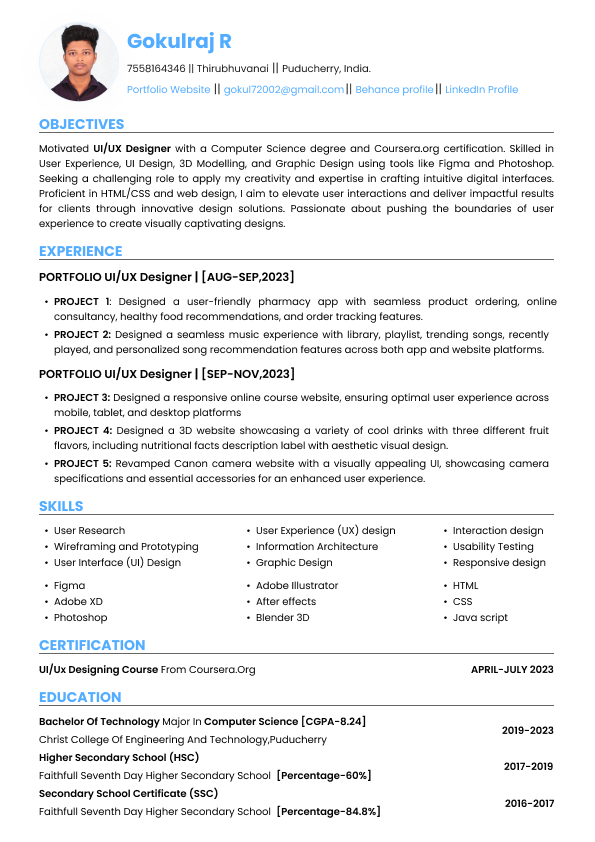 Gokulraj R
7558164346 || Thirubhuvanai || Puducherry, India.
Portfolio Website || gokul72002@gmail.com || Behance profile || LinkedIn Profile
OBJECTIVES
Motivated UI/UX Designer with a Computer Science degree and Coursera.org certification. Skilled in
User Experience, UI Design, 3D Modelling, and Graphic Design using tools like Figma and Photoshop.
Seeking a challenging role to apply my creativity and expertise in crafting intuitive digital interfaces.
Proficient in HTML/CSS and web design, I aim to elevate user interactions and deliver impactful results
for clients through innovative design solutions. Passionate about pushing the boundaries of user
experience to create visually captivating designs.
EXPERIENCE
PORTFOLIO UI/UX Designer | [AUG-SEP,2023]
• PROJECT 1: Designed a user-friendly pharmacy app with seamless product ordering, online
consultancy, healthy food recommendations, and order tracking features.
• PROJECT 2: Designed a seamless music experience with library, playlist, trending songs, recently
played, and personalized song recommendation features across both app and website platforms.
PORTFOLIO UI/UX Designer | [SEP-NOV,2023]
• PROJECT 3: Designed a responsive online course website, ensuring optimal user experience across
mobile, tablet, and desktop platforms
• PROJECT 4: Designed a 3D website showcasing a variety of cool drinks with three different fruit
flavors, including nutritional facts description label with aesthetic visual design.
• PROJECT 5: Revamped Canon camera website with a visually appealing UI, showcasing camera
specifications and essential accessories for an enhanced user experience.
SKILLS
• User Research • User Experience (UX) design • Interaction design
• Wireframing and Prototyping • Information Architecture • Usability Testing
• User Interface (UI) Design • Graphic Design • Responsive design
• Figma • Adobe Illustrator • HTML
• Adobe XD • After effects • CSS
• Photoshop • Blender 3D • Java script
CERTIFICATION
UI/Ux Designing Course From Coursera.Org APRIL-JULY 2023
EDUCATION
Bachelor Of Technology Major In Computer Science [CGPA-8.24]
2019-2023
Christ College Of Engineering And Technology,Puducherry
Higher Secondary School (HSC)
2017-2019
Faithfull Seventh Day Higher Secondary School [Percentage-60%]
Secondary School Certificate (SSC)
2016-2017
Faithfull Seventh Day Higher Secondary School [Percentage-84.8%]